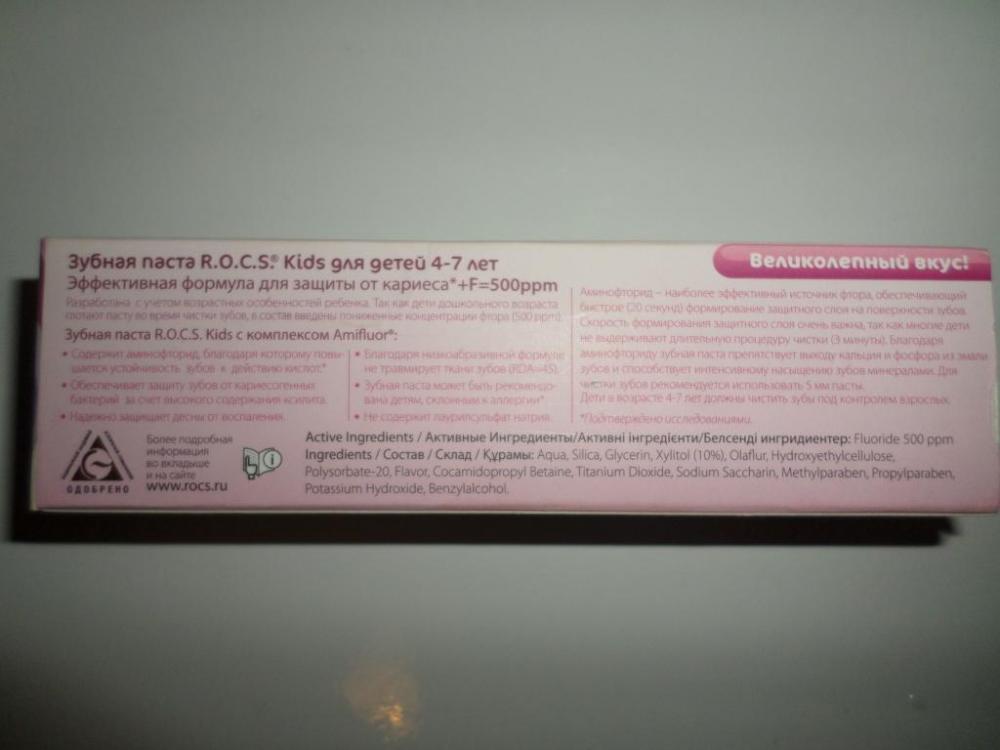 Зубная паста R.O.C.S.® Kids для детей 4-7 лет
Эффективная формула для защиты от кариеса*+F=500ppm
Разработана с учетом возрастных особенностей ребенка. Так как дети дошкольного возраста
глотают пасту во время чистки зубов, в состав введены пониженные концентрации фтора (500 ppm).
Зубная паста R.O.C.S. Kids с комплексом Amifluor®:
• Содержит аминофторид, благодаря которому повы-
шается устойчивость зубов к действию кислот.*
• Обеспечивает защиту зубов от кариесогенных
бактерий за счет высокого содержания ксилита.
• Надежно защищает десны от воспаления.
• Благодаря низкоабразивной формуле
не травмирует ткани зубов (RDA–45).
• Зубная паста может быть рекомендо-
вана детям, склонным к аллергии*
• Не содержит лаурилсульфат натрия.
Великолепный вкус!
Аминофторид – наиболее эффективный источник фтора, обеспечивающий
быстрое (20 секунд) формирование защитного слоя на поверхности зубов.
Скорость формирования защитного слоя очень важна, так как многие дети
не выдерживают длительную процедуру чистки (3 минуты). Благодаря
аминофториду зубная паста препятствует выходу кальция и фосфора из эмали
зубов и способствует интенсивному насыщению зубов минералами. Для
чистки зубов рекомендуется использовать 5 мм пасты.
Дети в возрасте 4-7 лет должны чистить зубы под контролем взрослых.
*Подтверждено исследованиями.
ОДОБРЕНО
Более подробная
информация
во вкладыше
и на сайте
www.rocs.ru
Active Ingredients / Активные Ингредиенты/Активні інгредієнти/Белсенді ингридиентер: Fluoride 500 ppm
Ingredients / Состав / Склад / Құрамы: Aqua, Silica, Glycerin, Xylitol (10%), Olaflur, Hydroxyethylcellulose,
Polysorbate-20, Flavor, Cocamidopropyl Betaine, Titanium Dioxide, Sodium Saccharin, Methylparaben, Propylparaben,
Potassium Hydroxide, Benzylalcohol.